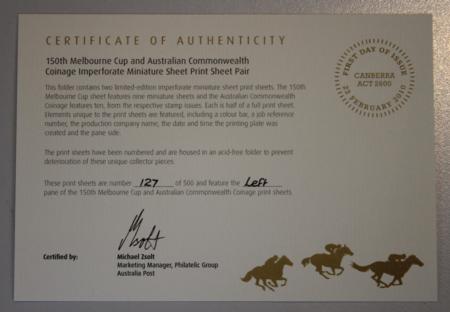 CERTIFICATE OF AUTHENTICITY
150th Melbourne Cup and Australian Commonwealth
Coinage Imperforate Miniature Sheet Print Sheet Pair
This folder contains two limited-edition imperforate miniature sheet print sheets. The 150th
Melbourne Cup sheet features nine miniature sheets and the Australian Commonwealth
Coinage features ten, from the respective stamp issues. Each is half of a full print sheet.
Elements unique to the print sheets are featured, including a colour bar, a job reference
number, the production company name, the date and time the printing plate was
created and the pane side.
The print sheets have been numbered and are housed in an acid-free folder to prevent
deterioration of these unique collector pieces.
These print sheets are number 127 of 500 and feature the Left
pane of the 150th Melbourne Cup and Australian Commonwealth Coinage print sheets.
Certified by:
Michael Zsolt
Marketing Manager, Philatelic Group
Australia Post
FIRST DAY OF ISSUE
CANBERRA
ACT 2600
22 FEBRUARY 2010
M Zsolt